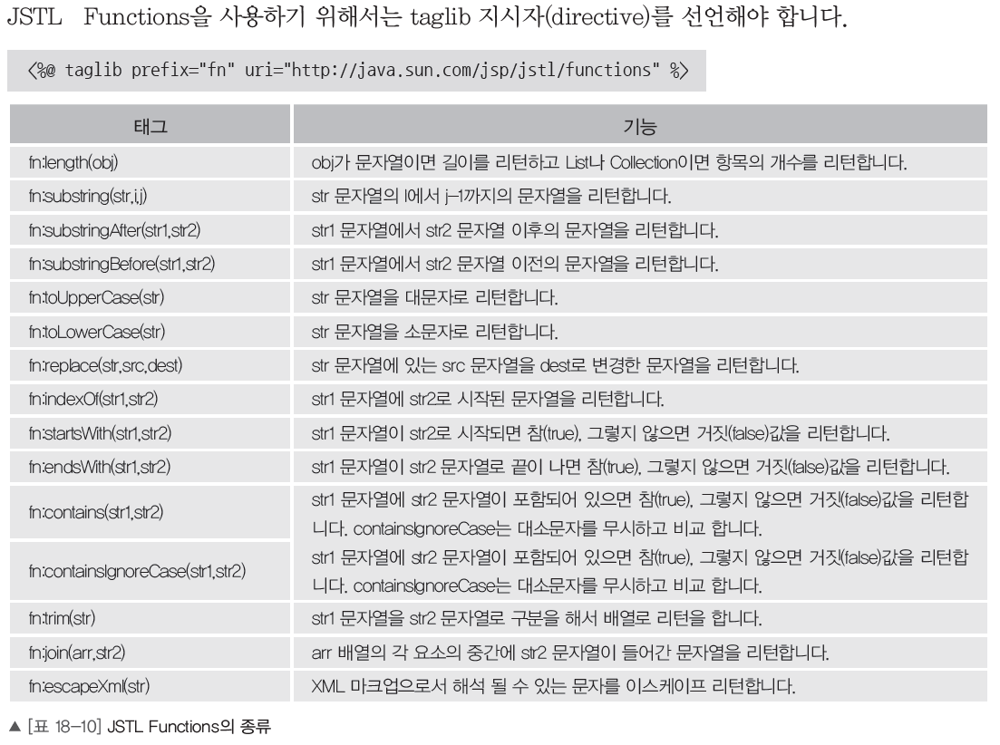 JSTL Functions을 사용하기 위해서는 taglib 지시자(directive)를 선언해야 합니다.
<%@ taglib prefix="fn" uri="http://java.sun.com/jsp/jstl/functions" %>
태그 기능
fn:length(obj) obj가 문자열이면 길이를 리턴하고 List나 Collection이면 항목의 개수를 리턴합니다.
fn:substring(str,i,j) str 문자열의 I에서 j-1까지의 문자열을 리턴합니다.
fn:substringAfter(str1,str2) str1 문자열에서 str2 문자열 이후의 문자열을 리턴합니다.
fn:substringBefore(str1,str2) str1 문자열에서 str2 문자열 이전의 문자열을 리턴합니다.
fn:toUpperCase(str) str 문자열을 대문자로 리턴합니다.
fn:toLowerCase(str) str 문자열을 소문자로 리턴합니다.
fn:replace(str,src,dest) str 문자열에 있는 src 문자열을 dest로 변경한 문자열을 리턴합니다.
fn:indexOf(str1,str2) str1 문자열에 str2로 시작된 문자열을 리턴합니다.
fn:startsWith(str1,str2) str1 문자열이 str2로 시작되면 참(true), 그렇지 않으면 거짓(false)값을 리턴합니다.
fn:endsWith(str1,str2) str1 문자열이 str2 문자열로 끝이 나면 참(true), 그렇지 않으면 거짓(false)값을 리턴합니다.
fn:contains(str1,str2) str1 문자열에 str2 문자열이 포함되어 있으면 참(true), 그렇지 않으면 거짓(false)값을 리턴합
니다. containsIgnoreCase는 대소문자를 무시하고 비교 합니다.
fn:containsIgnoreCase(str1,str2) str1 문자열에 str2 문자열이 포함되어 있으면 참(true), 그렇지 않으면 거짓(false)값을 리턴합
니다. containsIgnoreCase는 대소문자를 무시하고 비교 합니다.
fn:trim(str) str1 문자열을 str2 문자열로 구분을 해서 배열로 리턴을 합니다.
fn:join(arr,str2) arr 배열의 각 요소의 중간에 str2 문자열이 들어간 문자열을 리턴합니다.
fn:escapeXml(str) XML 마크업으로서 해석 될 수 있는 문자를 이스케이프 리턴합니다.
▲ [표 18-10] JSTL Functions의 종류